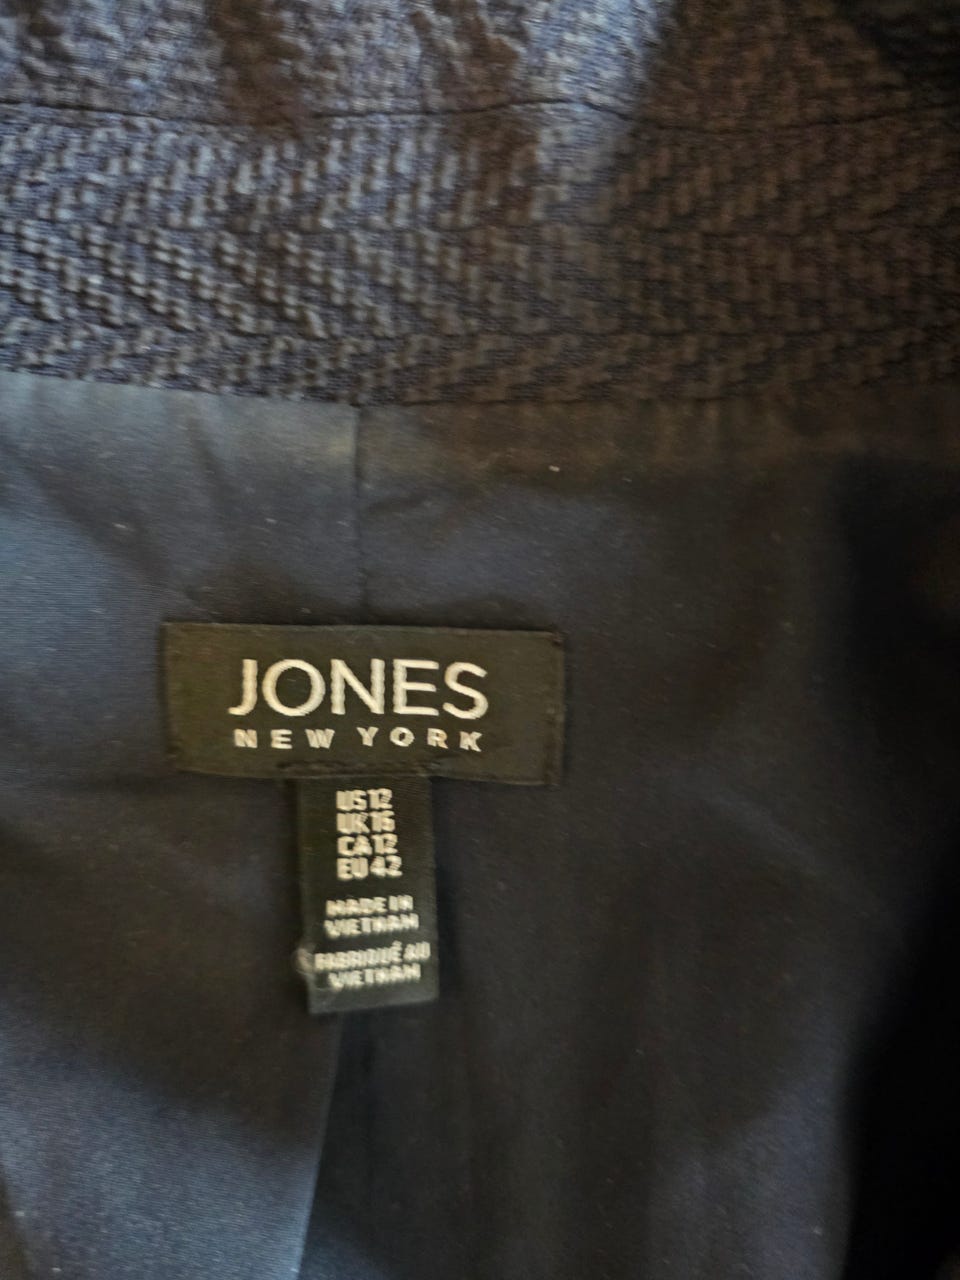 JONES
NEW YORK
US 12
UK 16
CA 12
EU 42
MADE IN
VIETNAM
FABRIQUÉ AU
VIETNAM